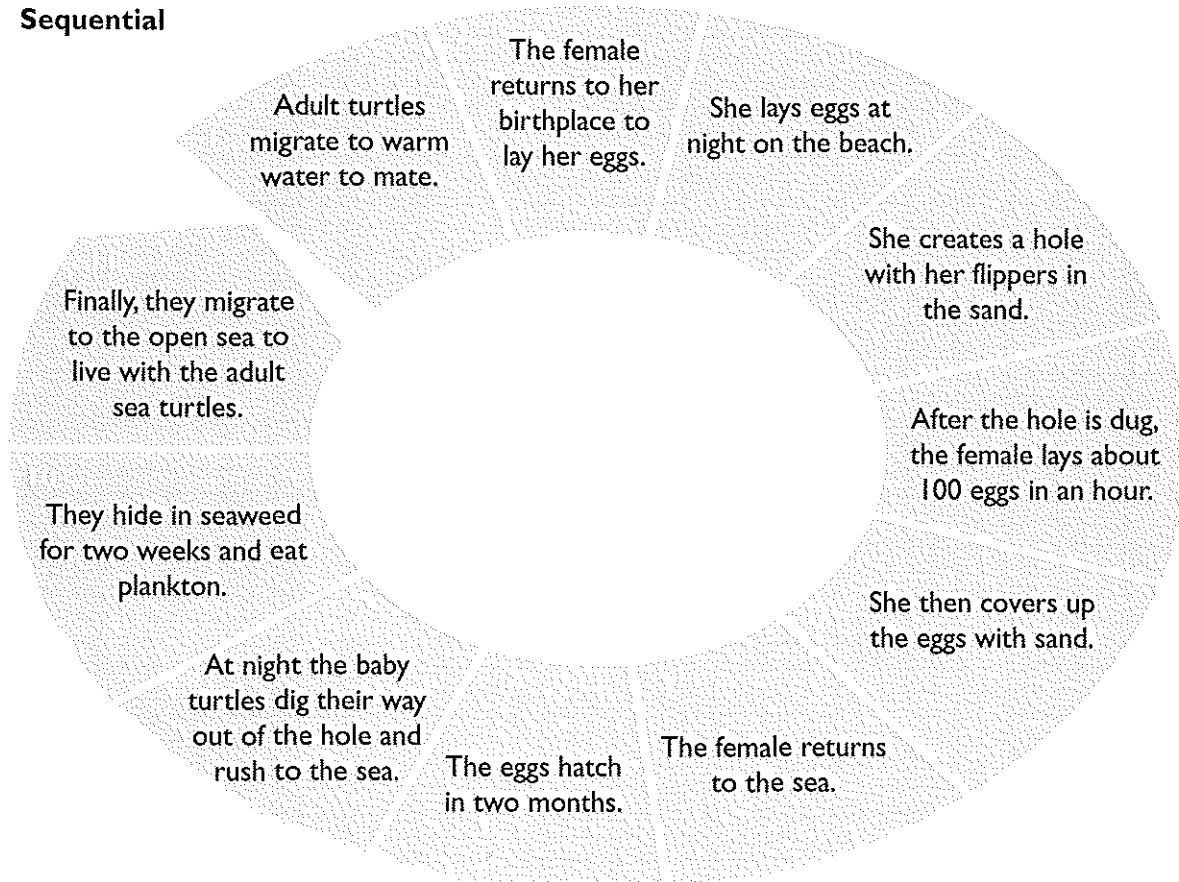 Sequential
Adult turtles
migrate to warm
water to mate.
The female
returns to her
birthplace to
lay her eggs.
She lays eggs at
night on the beach.
She creates a hole
with her flippers in
the sand.
After the hole is dug,
the female lays about
100 eggs in an hour.
She then covers up
the eggs with sand.
The female returns
to the sea.
The eggs hatch
in two months.
At night the baby
turtles dig their way
out of the hole and
rush to the sea.
They hide in seaweed
for two weeks and eat
plankton.
Finally, they migrate
to the open sea to
live with the adult
sea turtles.